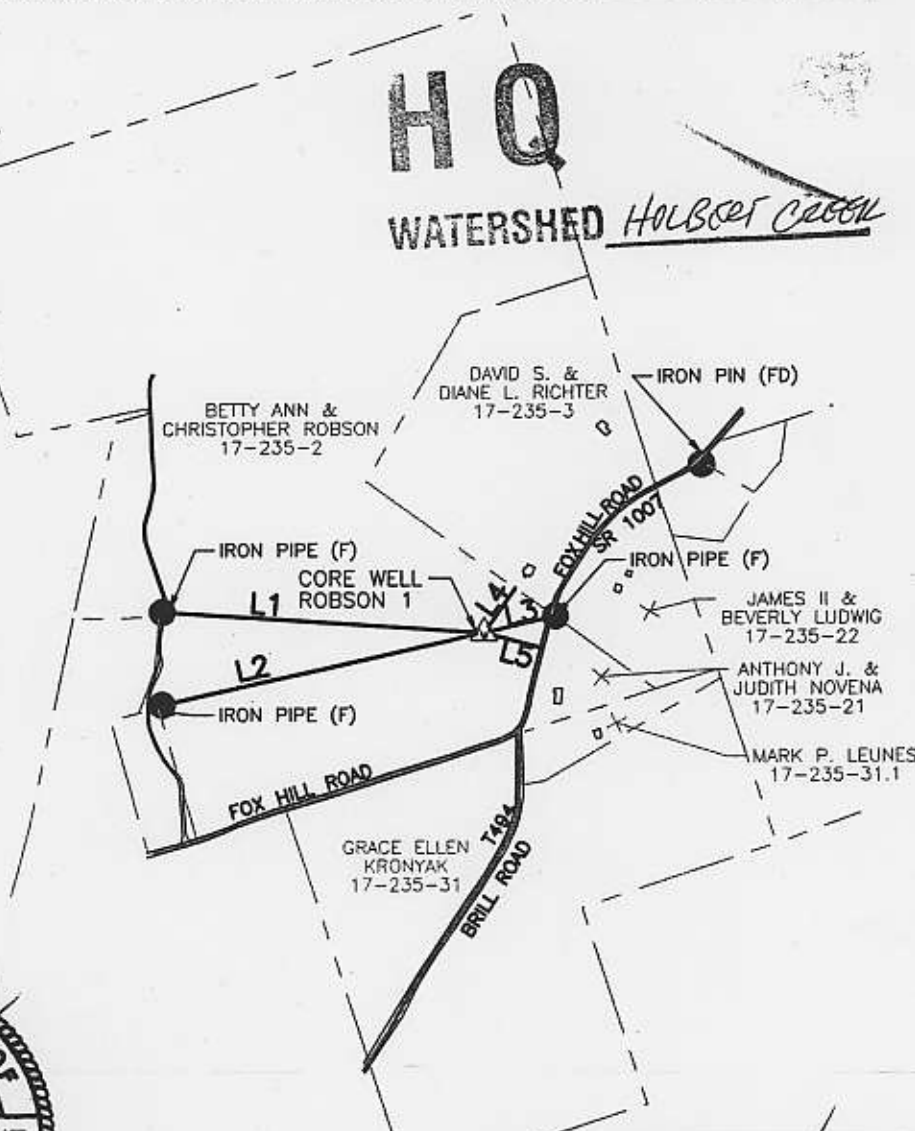 H Q
WATERSHED HOLBERT CREEK
DAVID S. &
DIANE L. RICHTER
17-235-3
IRON PIN (FD)
BETTY ANN &
CHRISTOPHER ROBSON
17-235-2
FOXHILL ROAD
SR 1007
IRON PIPE (F)
CORE WELL
ROBSON 1
L1
L4
L3
IRON PIPE (F)
JAMES II &
BEVERLY LUDWIG
17-235-22
L5
L2
ANTHONY J. &
JUDITH NOVENA
17-235-21
IRON PIPE (F)
MARK P. LEUNES
17-235-31.1
FOX HILL ROAD
T494
GRACE ELLEN
KRONYAK
17-235-31
BRILL ROAD
OF